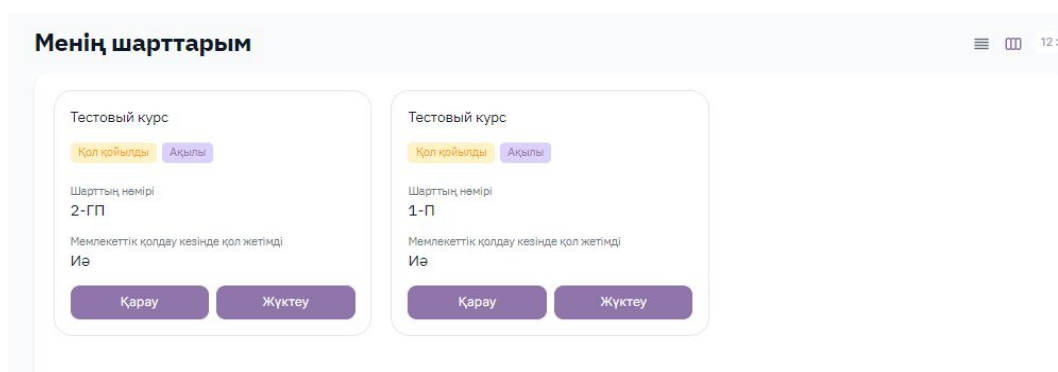 Менің шарттарым
12
Тестовый курс
Қол қойылды Ақылы
Шарттың нөмірі
2-ГП
Мемлекеттік қолдау кезінде қол жетімді
Иә
Қарау Жүктеу
Тестовый курс
Қол қойылды Ақылы
Шарттың нөмірі
1-П
Мемлекеттік қолдау кезінде қол жетімді
Иә
Қарау Жүктеу